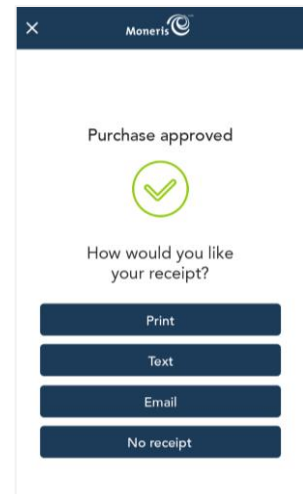 ×
Moneris
Purchase approved
How would you like
your receipt?
Print
Text
Email
No receipt